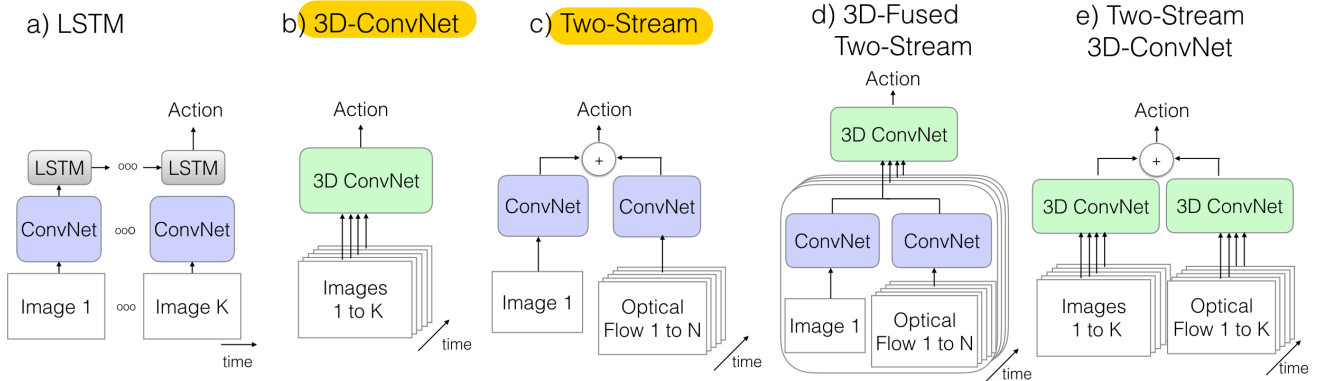 a) LSTM
Action
LSTM
ooo
LSTM
ConvNet
oooo
ConvNet
Image 1
ooo
Image K
time
b) 3D-ConvNet
Action
3D ConvNet
Images
1 to K
time
c) Two-Stream
Action
+
ConvNet
ConvNet
Image 1
Optical
Flow 1 to N
time
d) 3D-Fused
Two-Stream
Action
3D ConvNet
ConvNet
ConvNet
Image 1
Optical
Flow 1 to N
time
e) Two-Stream
3D-ConvNet
Action
+
3D ConvNet
3D ConvNet
Images
1 to K
Optical
Flow 1 to K
time